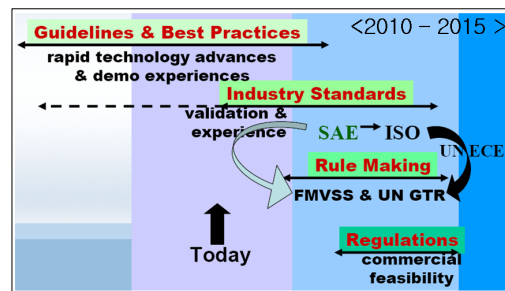 Guidelines & Best Practices
<2010 – 2015 >
rapid technology advances
& demo experiences
Industry Standards
validation &
experience
SAE ISO
UN ECE
Rule Making
FMVSS & UN GTR
Today
Regulations
commercial
feasibility